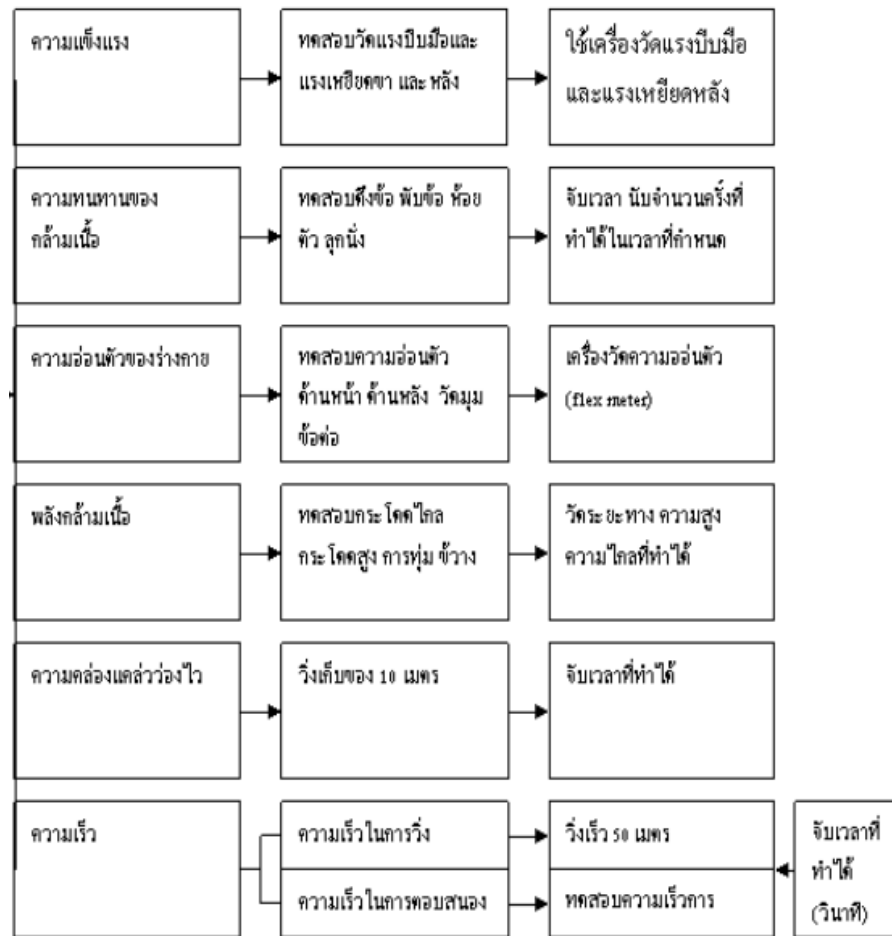 ความแข็งแรง
ทดสอบวัดแรงบีบมือและ
แรงเหยียดขา และ หลัง
ใช้เครื่องวัดแรงบีบมือ
และแรงเหยียดหลัง
ความทนทานของ
กล้ามเนื้อ
ทดสอบดึงข้อ พับข้อ ห้อย
ตัว ลุกนั่ง
จับเวลา นับจำนวนครั้งที่
ทำได้ในเวลาที่กำหนด
ความอ่อนตัวของร่างกาย
ทดสอบความอ่อนตัว
ด้านหน้า ด้านหลัง วัดมุม
ข้อต่อ
เครื่องวัดความออ่นตัว
(flex meter)
พลังกล้ามเนื้อ
ทดสอบกระโดดไกล
กระโดดสูง การทุ่ม ขว้าง
วัดระยะทาง ความสูง
ความไกลที่ทำได้
ความคล่องแคล่วว่องไว
วิ่งเก็บของ 10 เมตร
จับเวลาที่ทำได้
ความเร็ว
ความเร็วในการวิ่ง
วิ่งเร็ว 50 เมตร
ความเร็วในการตอบสนอง
ทดสอบความเร็วการ
จับเวลาที่
ทำได้
(วินาที)